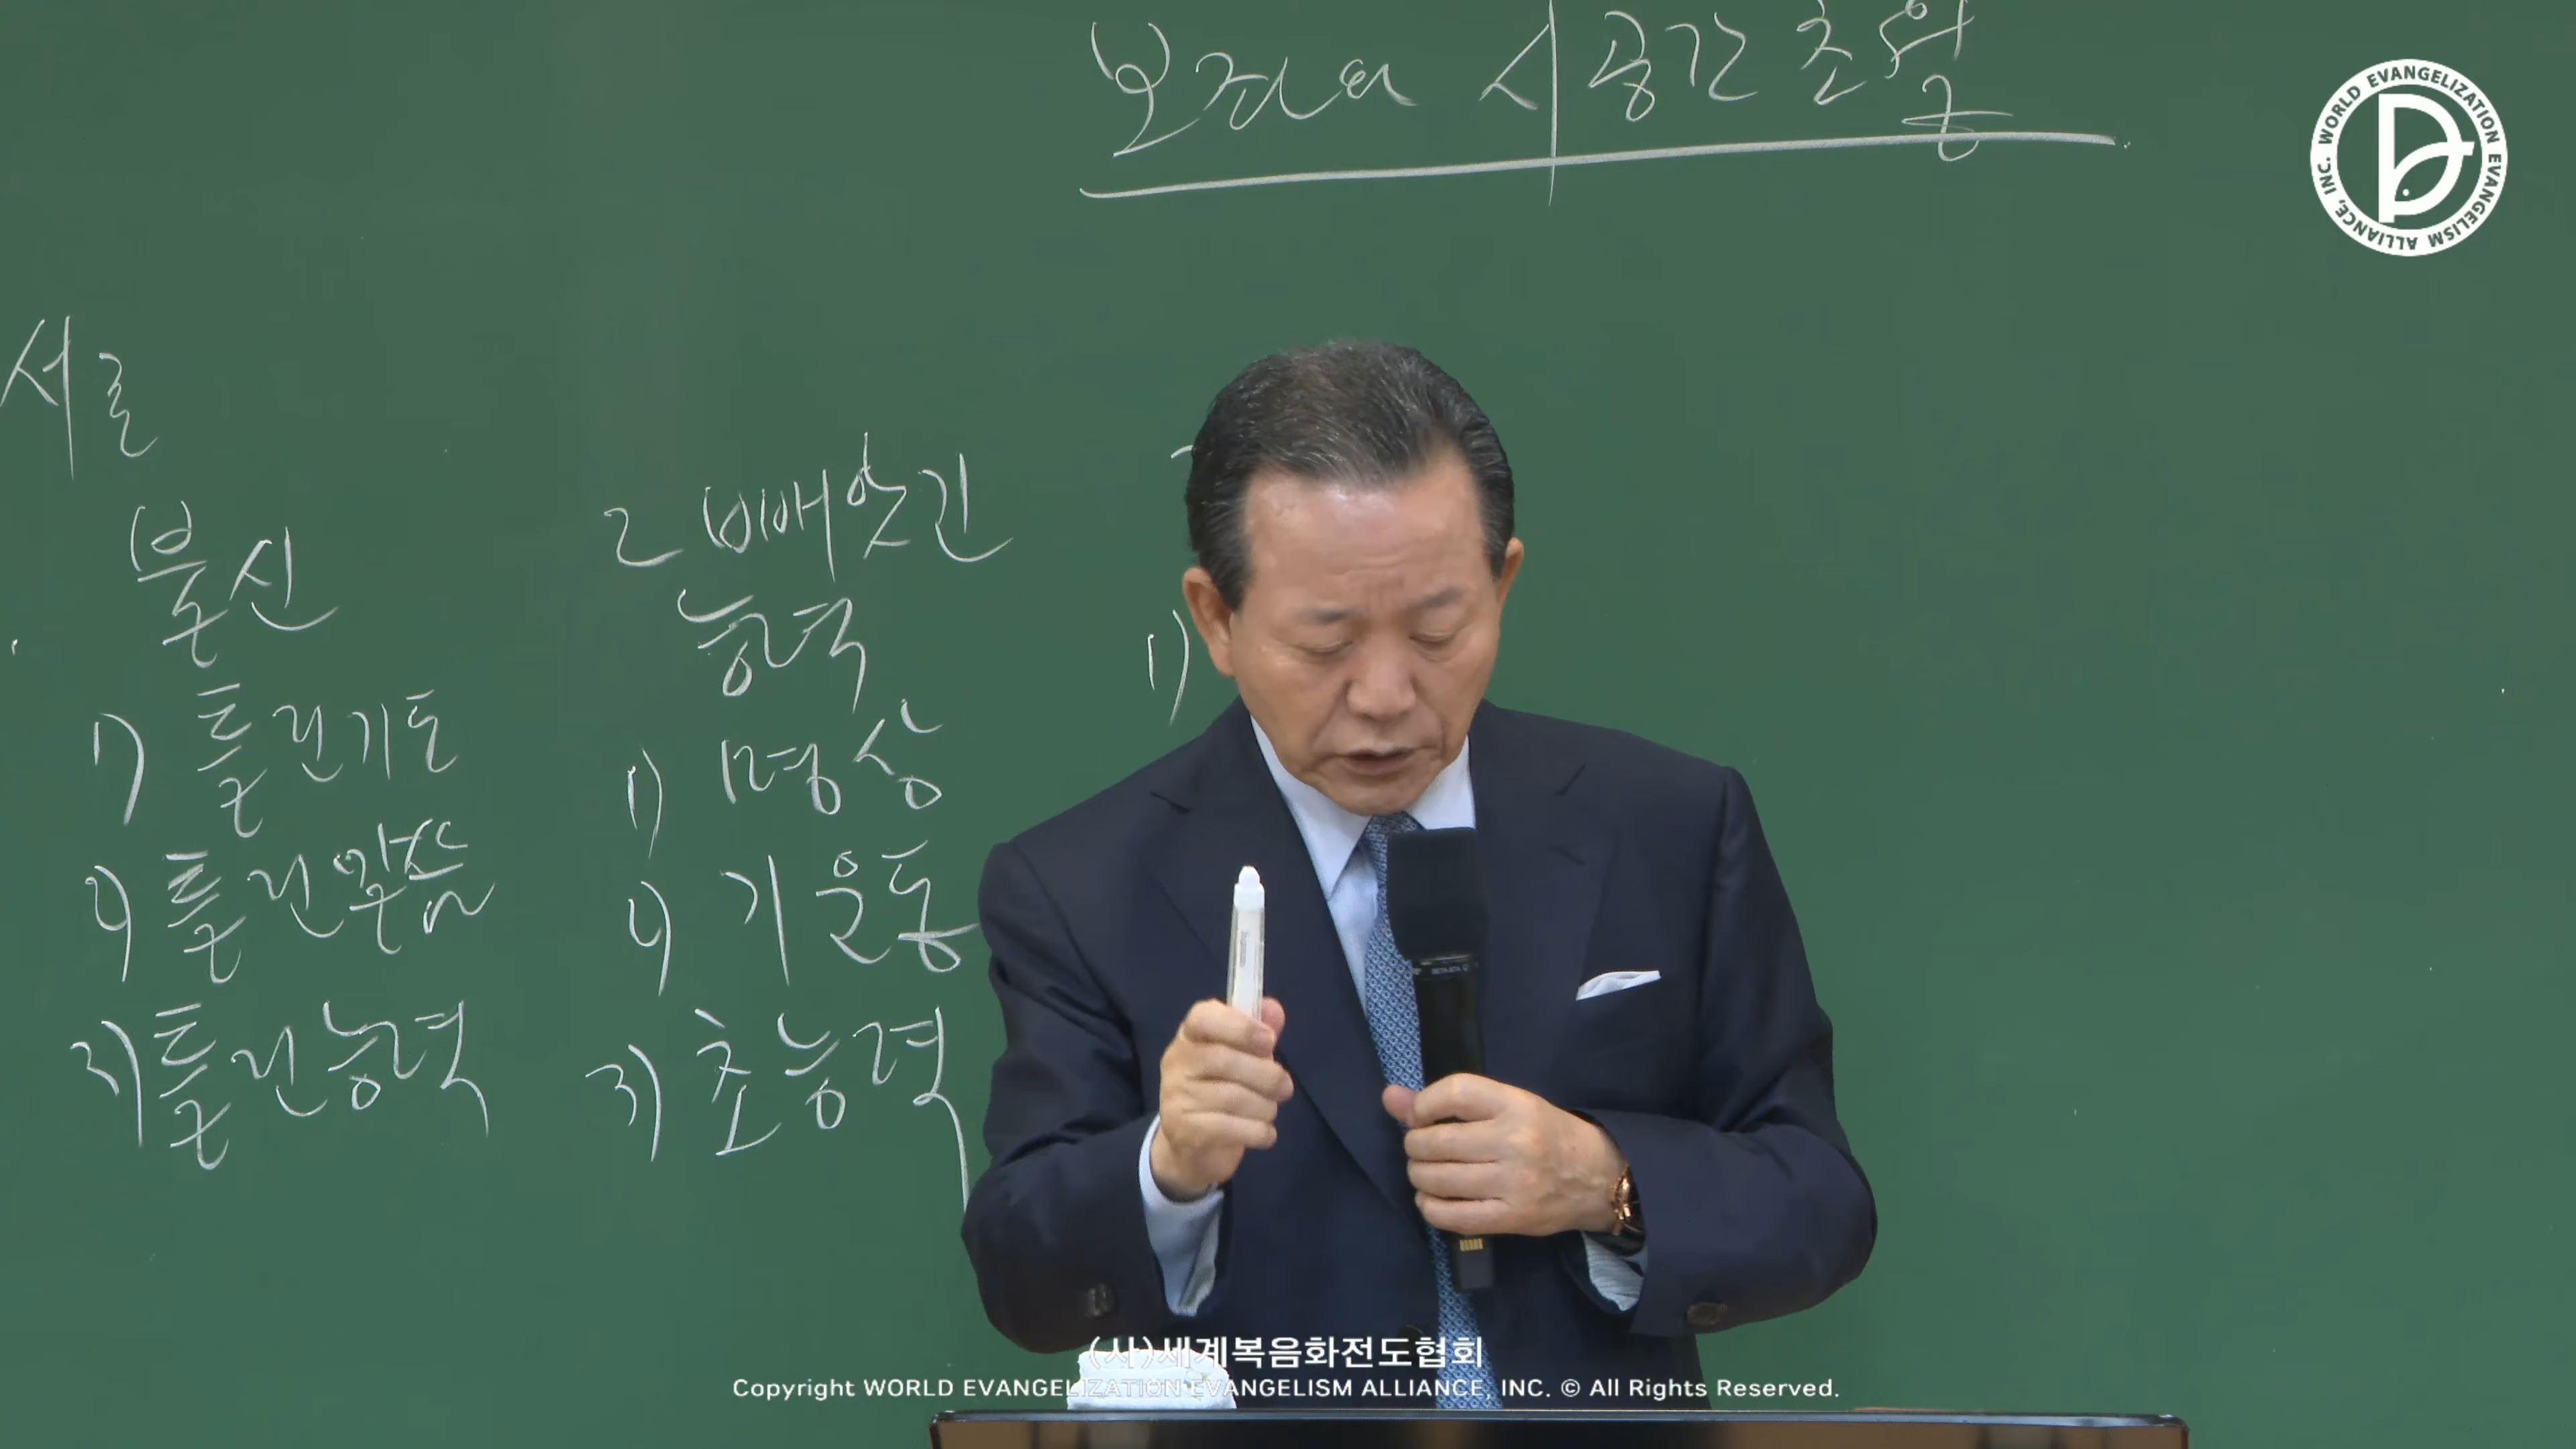 보좌의 시공간 초월
서론
불신
1) 틀린기도
2) 틀린말씀
3) 틀린능력
2 빼앗긴
능력
1) 명상
2) 기운동
3) 초능력
1)
WORLD EVANGELIZATION EVANGELISM ALLIANCE, INC.
(사)세계복음화전도협회
Copyright WORLD EVANGELIZATION EVANGELISM ALLIANCE, INC. © All Rights Reserved.